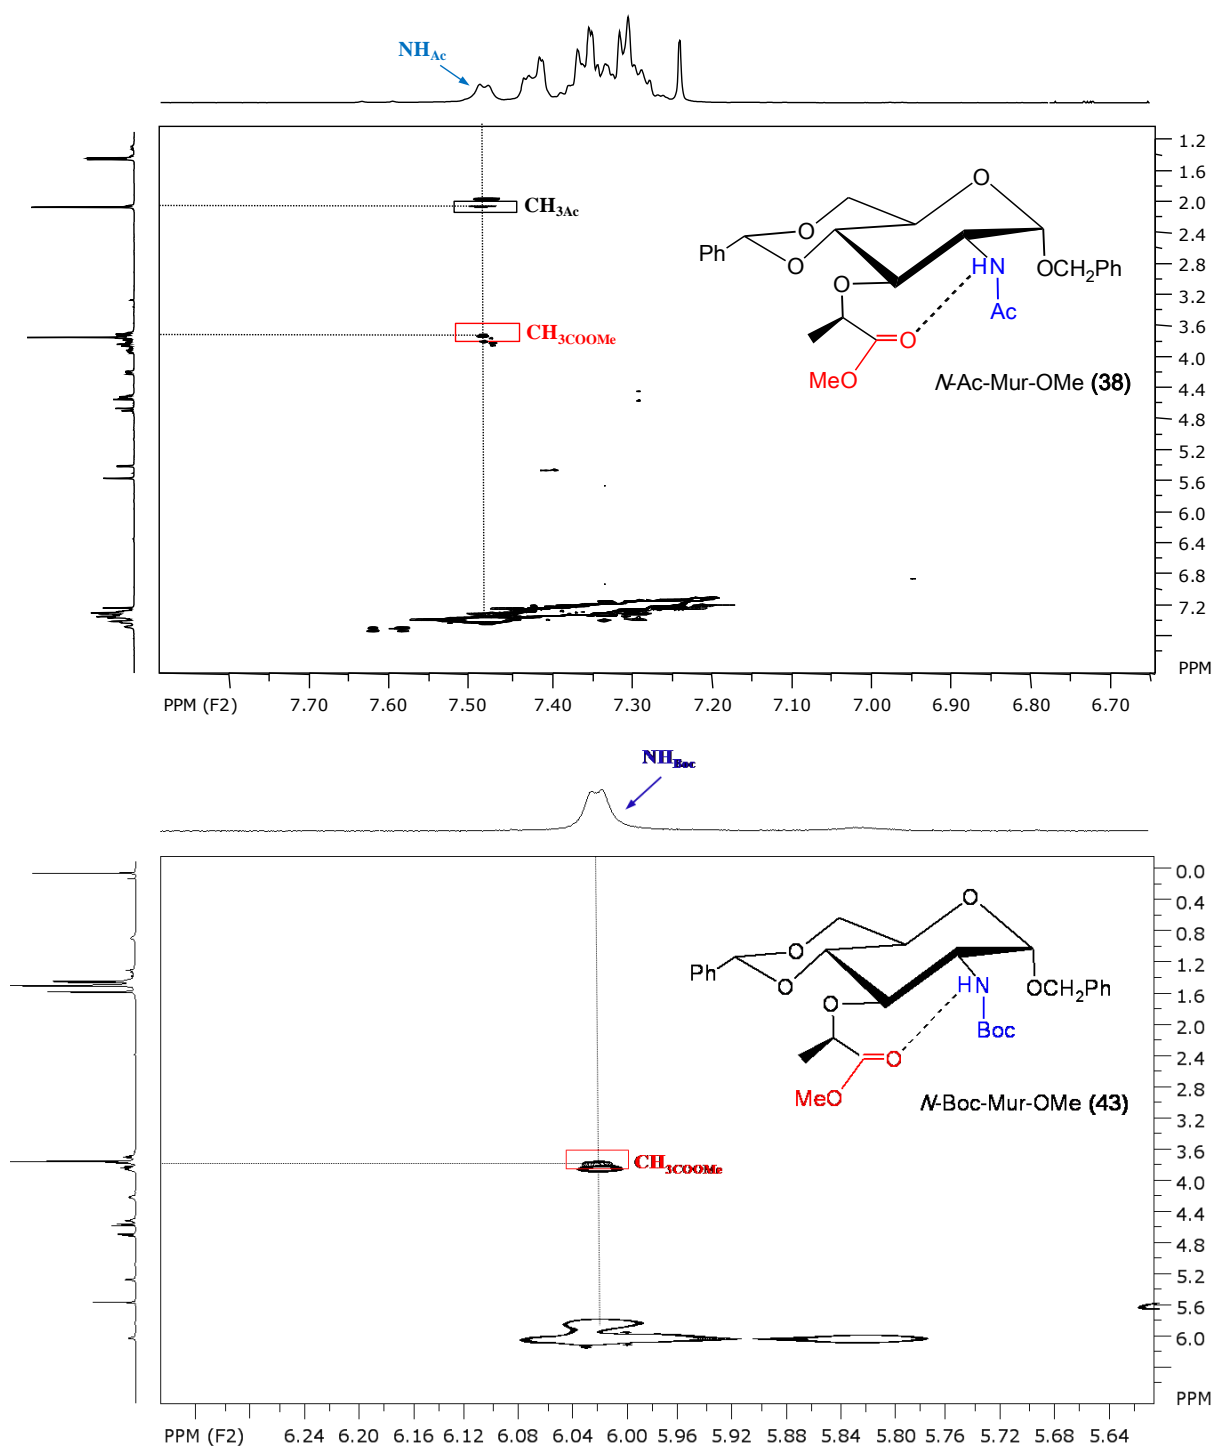 NHAc
1.2
1.6
2.0
CH3Ac
2.4
2.8
3.2
3.6
CH3COOMe
4.0
4.4
4.8
5.2
5.6
6.0
6.4
6.8
7.2
PPM
O
O
Ph
O
HN
OCH2Ph
O
Ac
O
MeO
N-Ac-Mur-OMe (38)
PPM (F2) 7.70 7.60 7.50 7.40 7.30 7.20 7.10 7.00 6.90 6.80 6.70
NHBoc
0.0
0.4
0.8
1.2
1.6
2.0
2.4
2.8
3.2
3.6
CH3COOMe
4.0
4.4
4.8
5.2
5.6
6.0
PPM
O
O
Ph
O
HN
OCH2Ph
O
Boc
O
MeO
N-Boc-Mur-OMe (43)
PPM (F2) 6.24 6.20 6.16 6.12 6.08 6.04 6.00 5.96 5.92 5.88 5.84 5.80 5.76 5.72 5.68 5.64